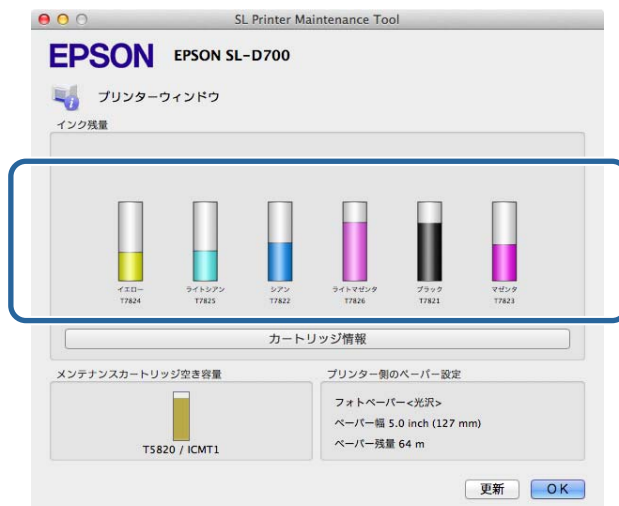 SL Printer Maintenance Tool
EPSON EPSON SL-D700
プリンターウィンドウ
インク残量
イエロー ライトシアン シアン ライトマゼンタ ブラック マゼンタ
T7824 T7825 T7822 T7826 T7821 T7823
カートリッジ情報
メンテナンスカートリッジ空き容量
T5820 / ICMT1
プリンター側のペーパー設定
フォトペーパー<光沢>
ペーパー幅 5.0 inch (127 mm)
ペーパー残量 64 m
更新 OK